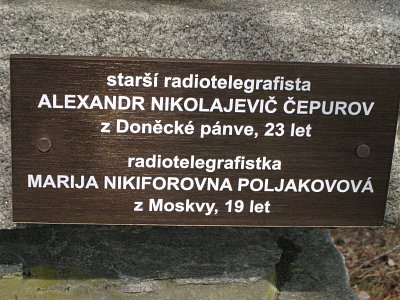 starší radiotelegrafista
ALEXANDR NIKOLAJEVIČ ČEPUROV
z Doněcké pánve, 23 let
radiotelegrafistka
MARIJA NIKIFOROVNA POLJAKOVOVÁ
z Moskvy, 19 let